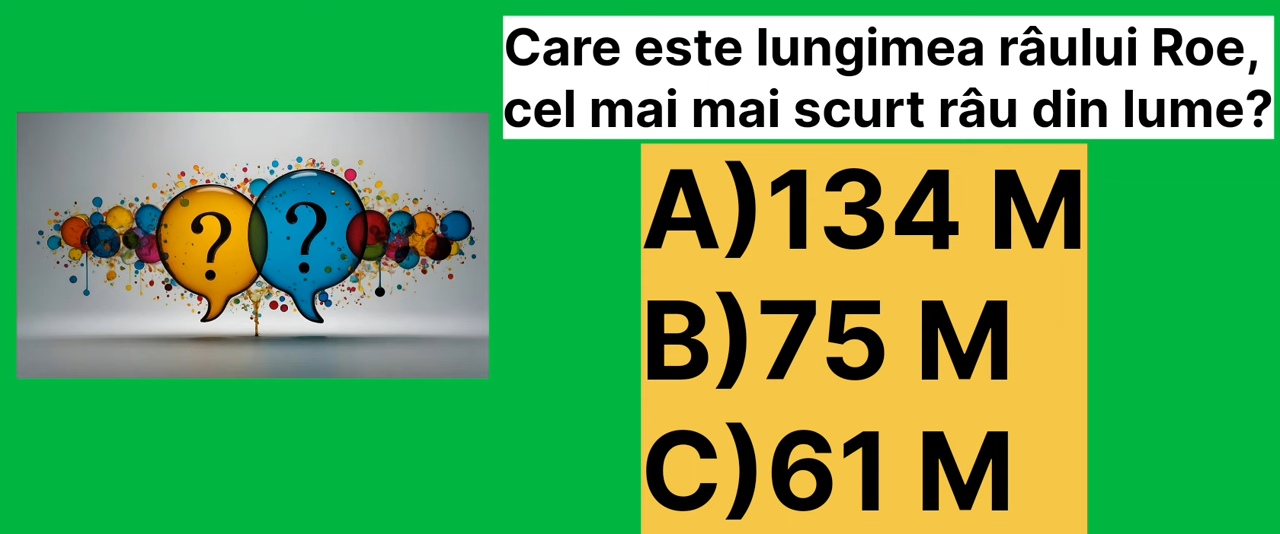 Care este lungimea râului Roe,
cel mai mai scurt râu din lume?
? ?
A)134 M
B)75 M
C)61 M